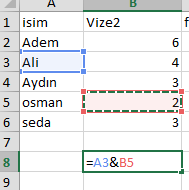 A B
1 isim Vize2 f
2 Adem 6
3 Ali 4
4 Aydın 3
5 osman 2
6 seda 3
7
8 =A3&B5
9